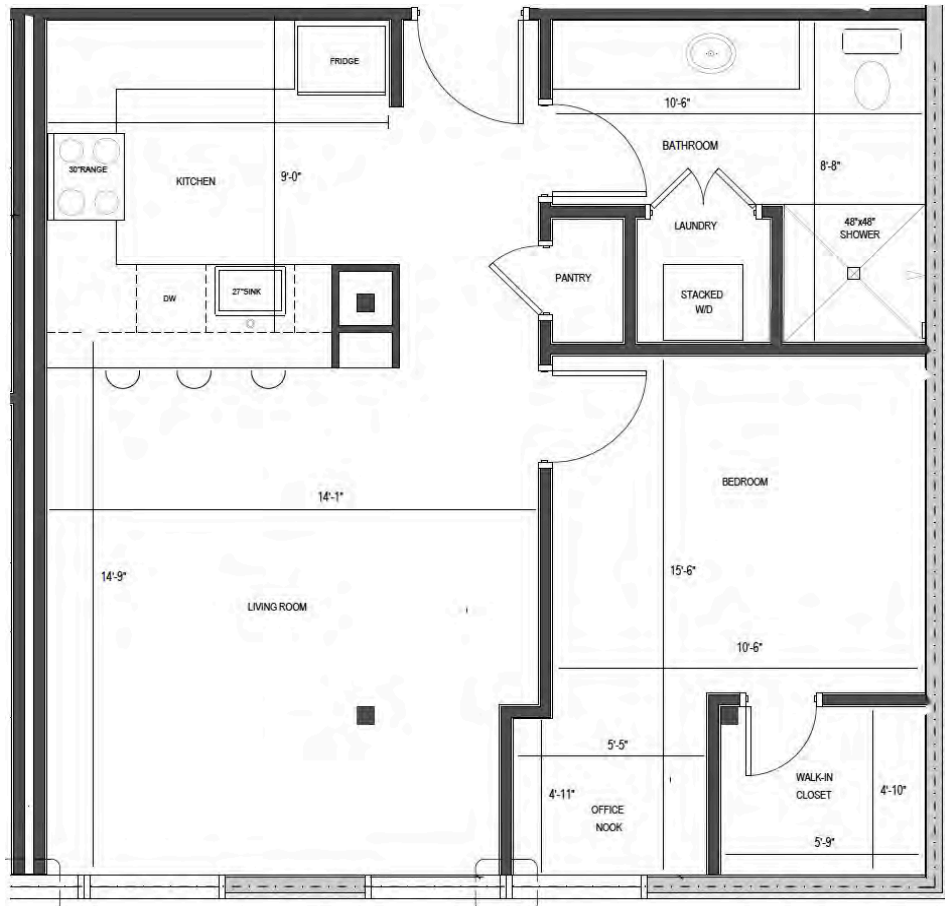 FRIDGE
10'-6"
BATHROOM
30"RANGE
KITCHEN
9'-0"
8'-8"
48"x48"
SHOWER
LAUNDRY
PANTRY
DW
27"SINK
STACKED
W/D
14'-1"
BEDROOM
14'-9"
15'-6"
LIVING ROOM
10'-6"
5'-5"
4'-11"
OFFICE
NOOK
WALK-IN
CLOSET
4'-10"
5'-9"